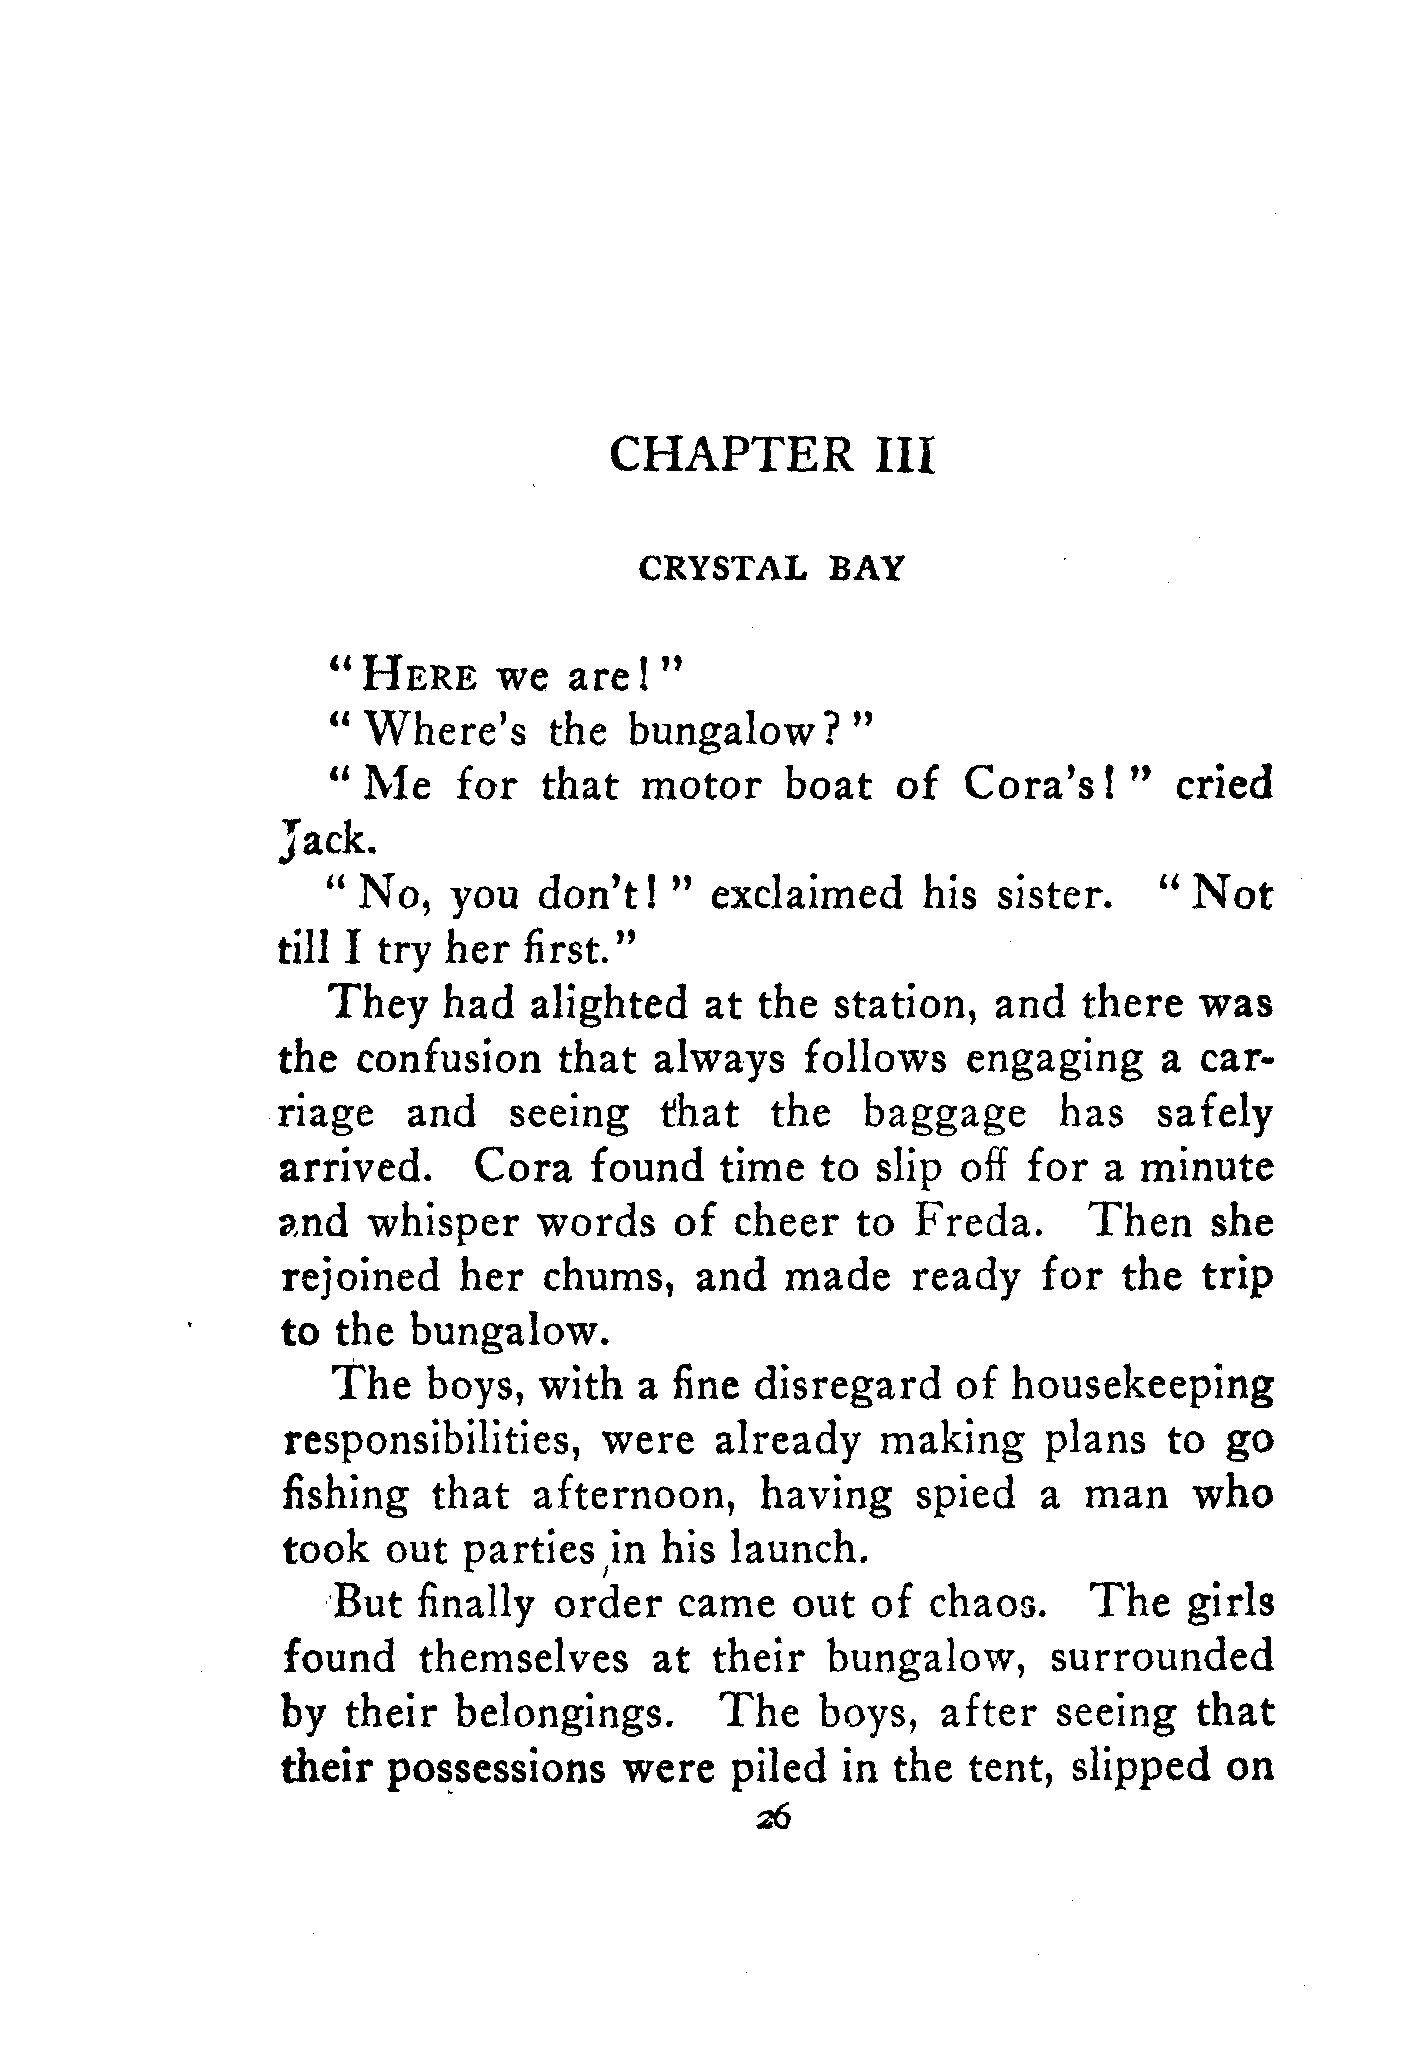 CHAPTER III
CRYSTAL BAY
“ HERE we are! ”
“ Where's the bungalow? ”
“ Me for that motor boat of Cora's! ” cried
Jack.
“ No, you don't! ” exclaimed his sister. “ Not
till I try her first.”
They had alighted at the station, and there was
the confusion that always follows engaging a car-
riage and seeing that the baggage has safely
arrived. Cora found time to slip off for a minute
and whisper words of cheer to Freda. Then she
rejoined her chums, and made ready for the trip
to the bungalow.
The boys, with a fine disregard of housekeeping
responsibilities, were already making plans to go
fishing that afternoon, having spied a man who
took out parties in his launch.
But finally order came out of chaos. The girls
found themselves at their bungalow, surrounded
by their belongings. The boys, after seeing that
their possessions were piled in the tent, slipped on
26